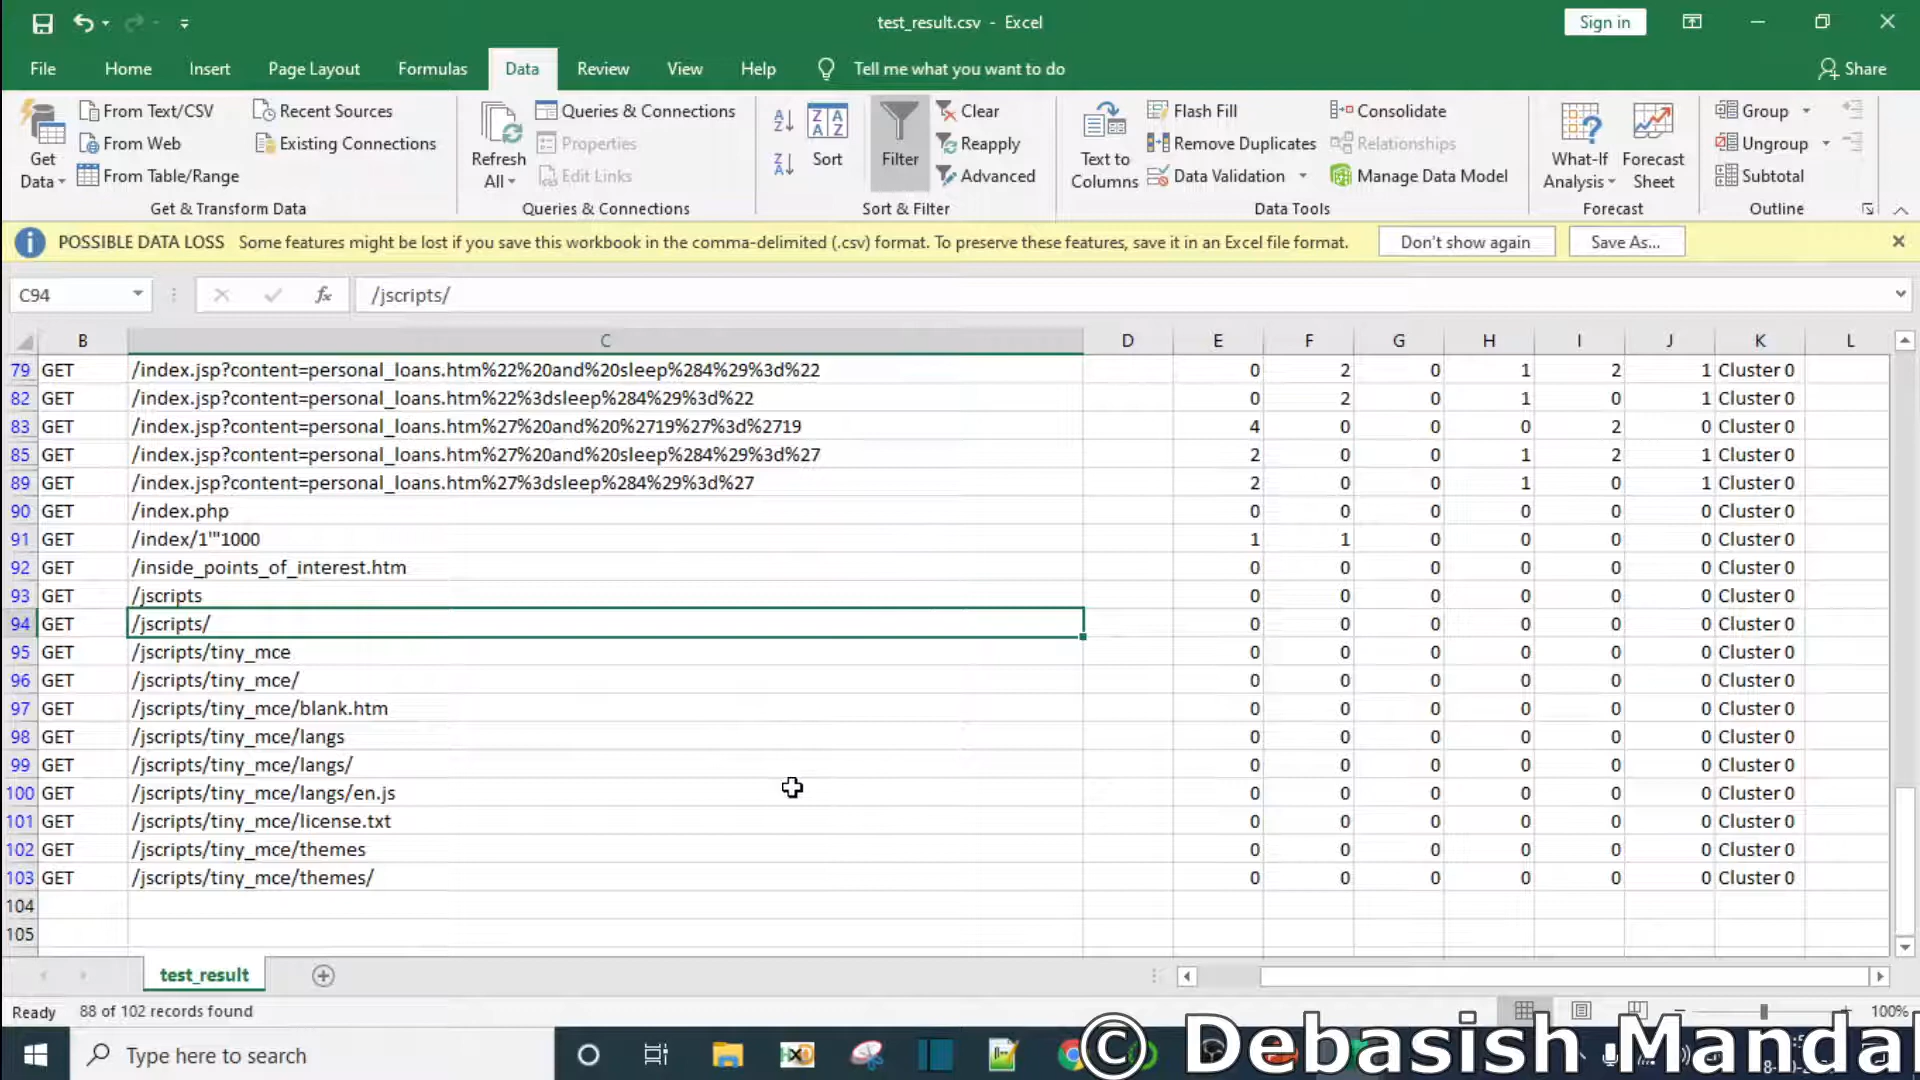 test_result.csv - Excel
Sign in
File Home Insert Page Layout Formulas Data Review View Help Tell me what you want to do Share
Get Data
From Text/CSV
From Web
From Table/Range
Recent Sources
Existing Connections
Get & Transform Data
Refresh All
Queries & Connections
Properties
Edit Links
Queries & Connections
Sort
Filter
Clear
Reapply
Advanced
Sort & Filter
Text to Columns
Flash Fill
Remove Duplicates
Data Validation
Consolidate
Relationships
Manage Data Model
Data Tools
What-If Analysis
Forecast Sheet
Forecast
Group
Ungroup
Subtotal
Outline
POSSIBLE DATA LOSS Some features might be lost if you save this workbook in the comma-delimited (.csv) format. To preserve these features, save it in an Excel file format. Don't show again Save As...
C94 fx /jscripts/
B C D E F G H I J K L
79 GET /index.jsp?content=personal_loans.htm%22%20and%20sleep%284%29%3d%22 0 2 0 1 2 1 Cluster 0
82 GET /index.jsp?content=personal_loans.htm%22%3dsleep%284%29%3d%22 0 2 0 1 0 1 Cluster 0
83 GET /index.jsp?content=personal_loans.htm%27%20and%20%2719%27%3d%2719 4 0 0 0 2 0 Cluster 0
85 GET /index.jsp?content=personal_loans.htm%27%20and%20sleep%284%29%3d%27 2 0 0 1 2 1 Cluster 0
89 GET /index.jsp?content=personal_loans.htm%27%3dsleep%284%29%3d%27 2 0 0 1 0 1 Cluster 0
90 GET /index.php 0 0 0 0 0 0 Cluster 0
91 GET /index/1'"1000 1 1 0 0 0 0 Cluster 0
92 GET /inside_points_of_interest.htm 0 0 0 0 0 0 Cluster 0
93 GET /jscripts 0 0 0 0 0 0 Cluster 0
94 GET /jscripts/ 0 0 0 0 0 0 Cluster 0
95 GET /jscripts/tiny_mce 0 0 0 0 0 0 Cluster 0
96 GET /jscripts/tiny_mce/ 0 0 0 0 0 0 Cluster 0
97 GET /jscripts/tiny_mce/blank.htm 0 0 0 0 0 0 Cluster 0
98 GET /jscripts/tiny_mce/langs 0 0 0 0 0 0 Cluster 0
99 GET /jscripts/tiny_mce/langs/ 0 0 0 0 0 0 Cluster 0
100 GET /jscripts/tiny_mce/langs/en.js 0 0 0 0 0 0 Cluster 0
101 GET /jscripts/tiny_mce/license.txt 0 0 0 0 0 0 Cluster 0
102 GET /jscripts/tiny_mce/themes 0 0 0 0 0 0 Cluster 0
103 GET /jscripts/tiny_mce/themes/ 0 0 0 0 0 0 Cluster 0
104
105
test_result
Ready 88 of 102 records found 100%
Type here to search
© Debasish Mandal